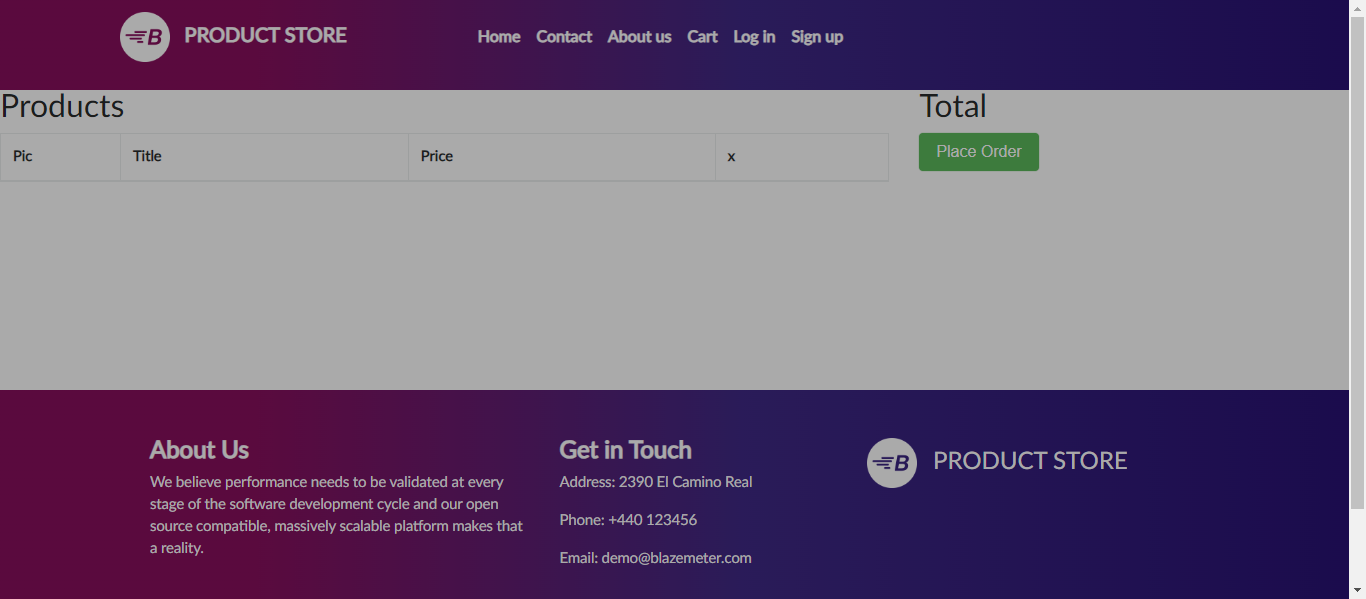 B PRODUCT STORE Home Contact About us Cart Log in Sign up
Products
Total
Pic Title Price x
Place Order
About Us
We believe performance needs to be validated at every
stage of the software development cycle and our open
source compatible, massively scalable platform makes that
a reality.
Get in Touch
Address: 2390 El Camino Real
Phone: +440 123456
Email: demo@blazemeter.com
B PRODUCT STORE